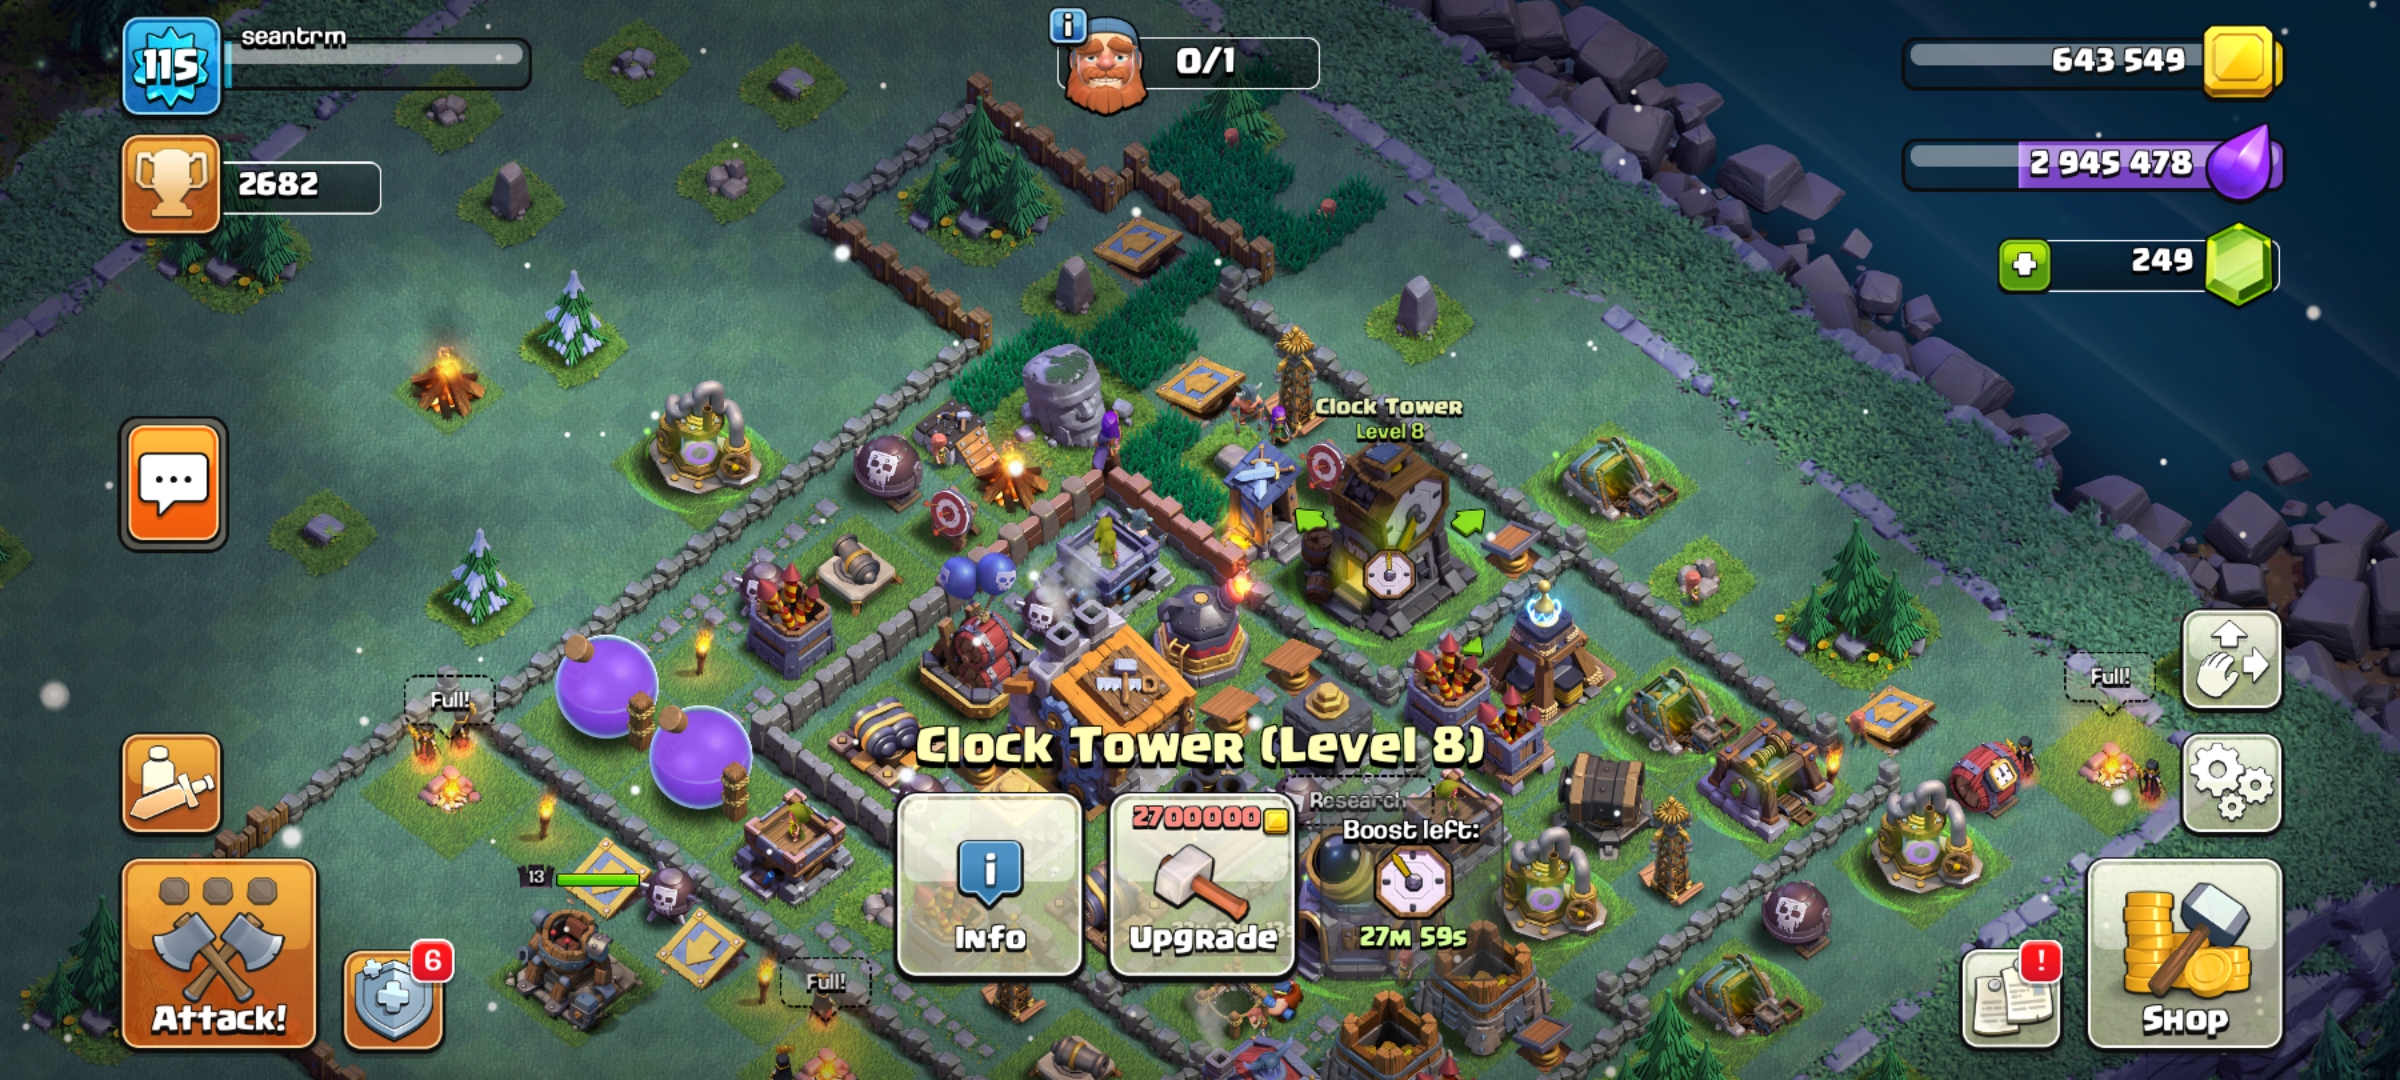 115
seantrm
0/1
643 549
2682
2 945 478
249
Clock Tower
Level 8
Full!
Full!
Clock Tower (Level 8)
2700000
Research
Boost left:
13
Info
Upgrade
27M 59s
Full!
6
!
Attack!
Shop